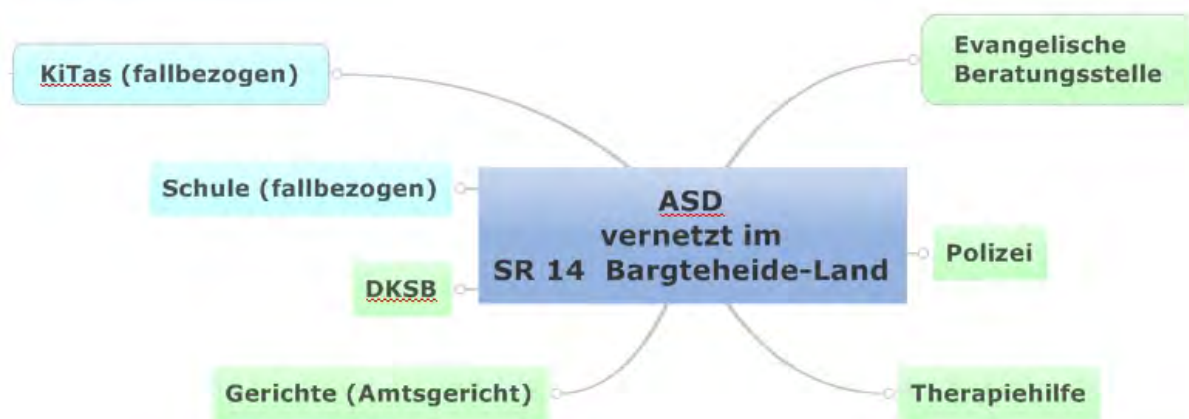 KiTas (fallbezogen)
Evangelische
Beratungsstelle
Schule (fallbezogen)
ASD
vernetzt im
SR 14 Bargteheide-Land
Polizei
DKSB
Gerichte (Amtsgericht)
Therapiehilfe